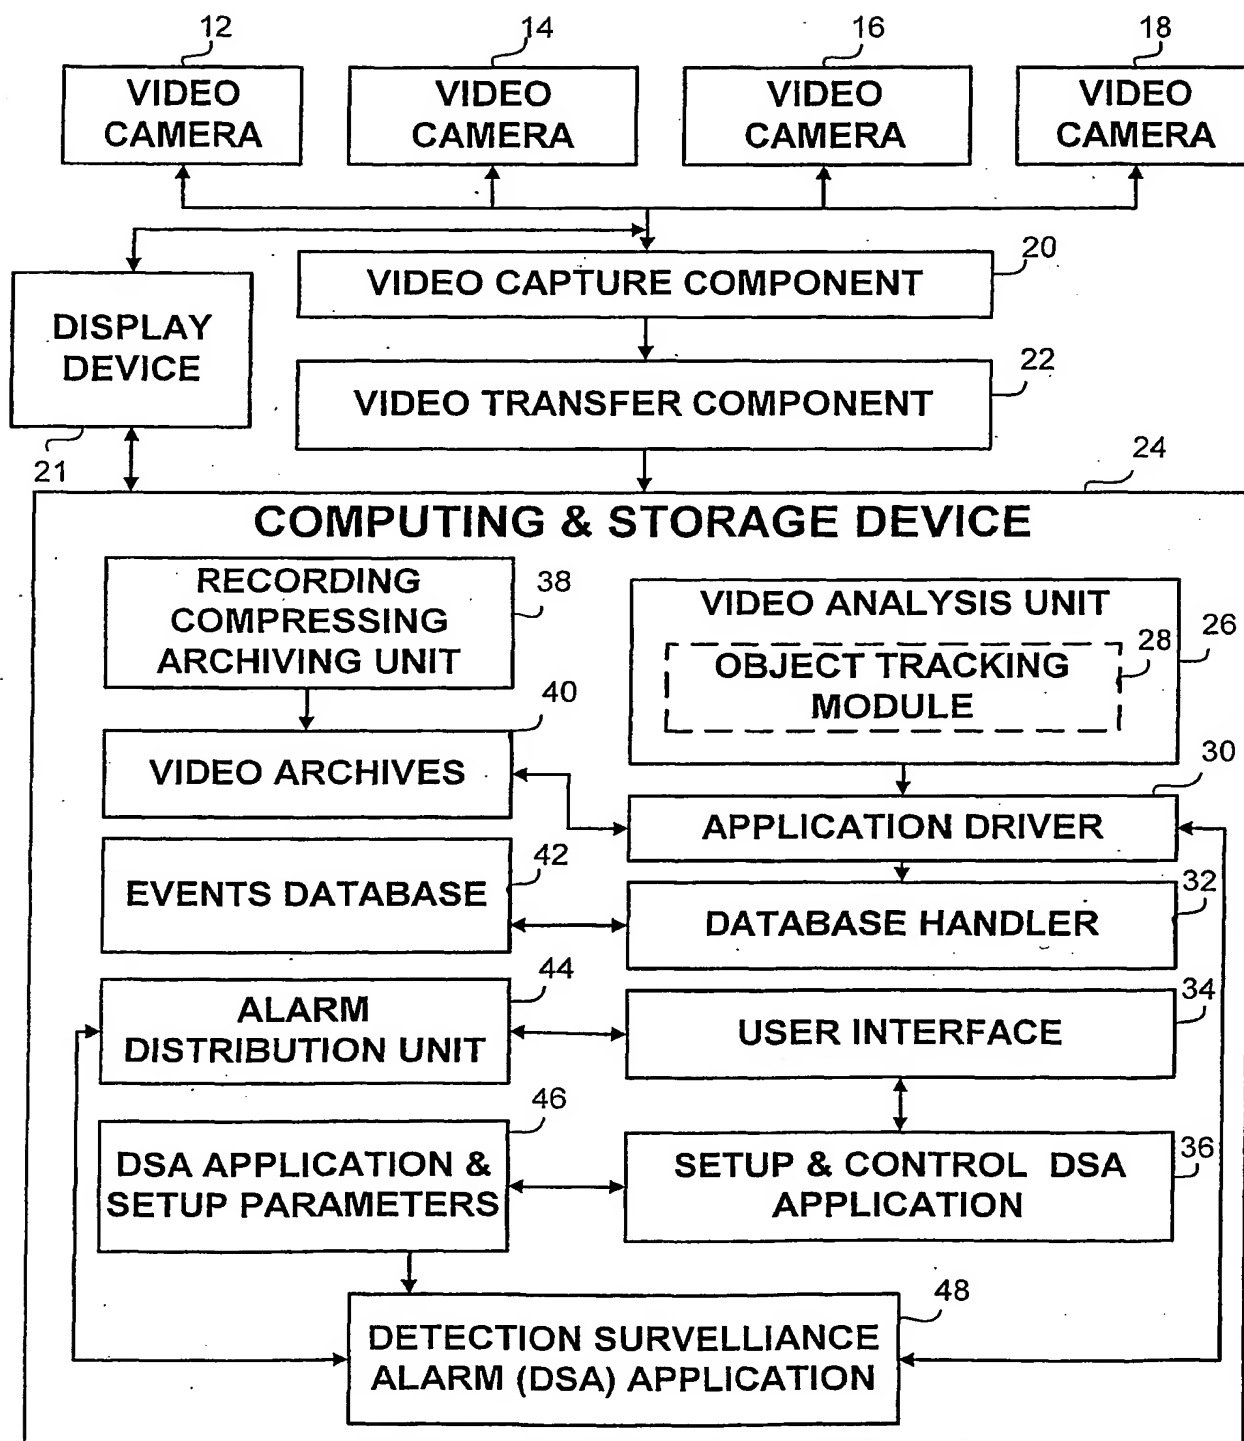 12
14
16
18
VIDEO
CAMERA
VIDEO
CAMERA
VIDEO
CAMERA
VIDEO
CAMERA
20
VIDEO CAPTURE COMPONENT
DISPLAY
DEVICE
22
VIDEO TRANSFER COMPONENT
21
24
COMPUTING & STORAGE DEVICE
RECORDING
COMPRESSING
ARCHIVING UNIT
38
VIDEO ANALYSIS UNIT
26
OBJECT TRACKING
MODULE
28
40
VIDEO ARCHIVES
30
APPLICATION DRIVER
42
EVENTS DATABASE
32
DATABASE HANDLER
44
ALARM
DISTRIBUTION UNIT
34
USER INTERFACE
46
DSA APPLICATION &
SETUP PARAMETERS
36
SETUP & CONTROL DSA
APPLICATION
48
DETECTION SURVELLIANCE
ALARM (DSA) APPLICATION